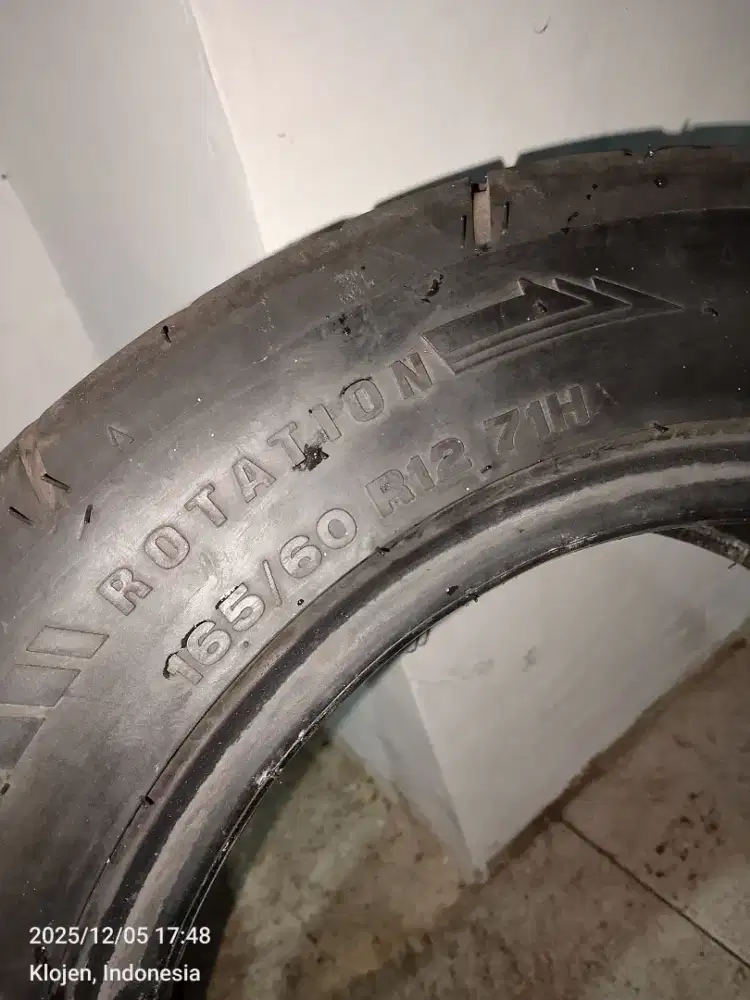 ROTATION
165/60 R12 71H
2025/12/05 17:48
Klojen, Indonesia